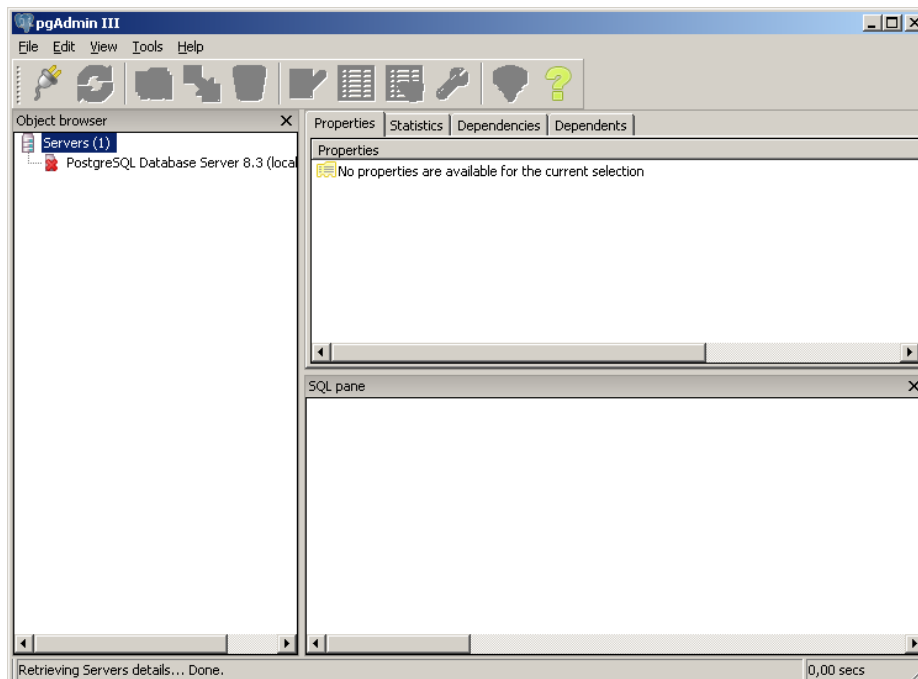 pgAdmin III
File Edit View Tools Help
Object browser
Servers (1)
PostgreSQL Database Server 8.3 (local
Properties Statistics Dependencies Dependents
Properties
No properties are available for the current selection
SQL pane
Retrieving Servers details... Done.
0,00 secs